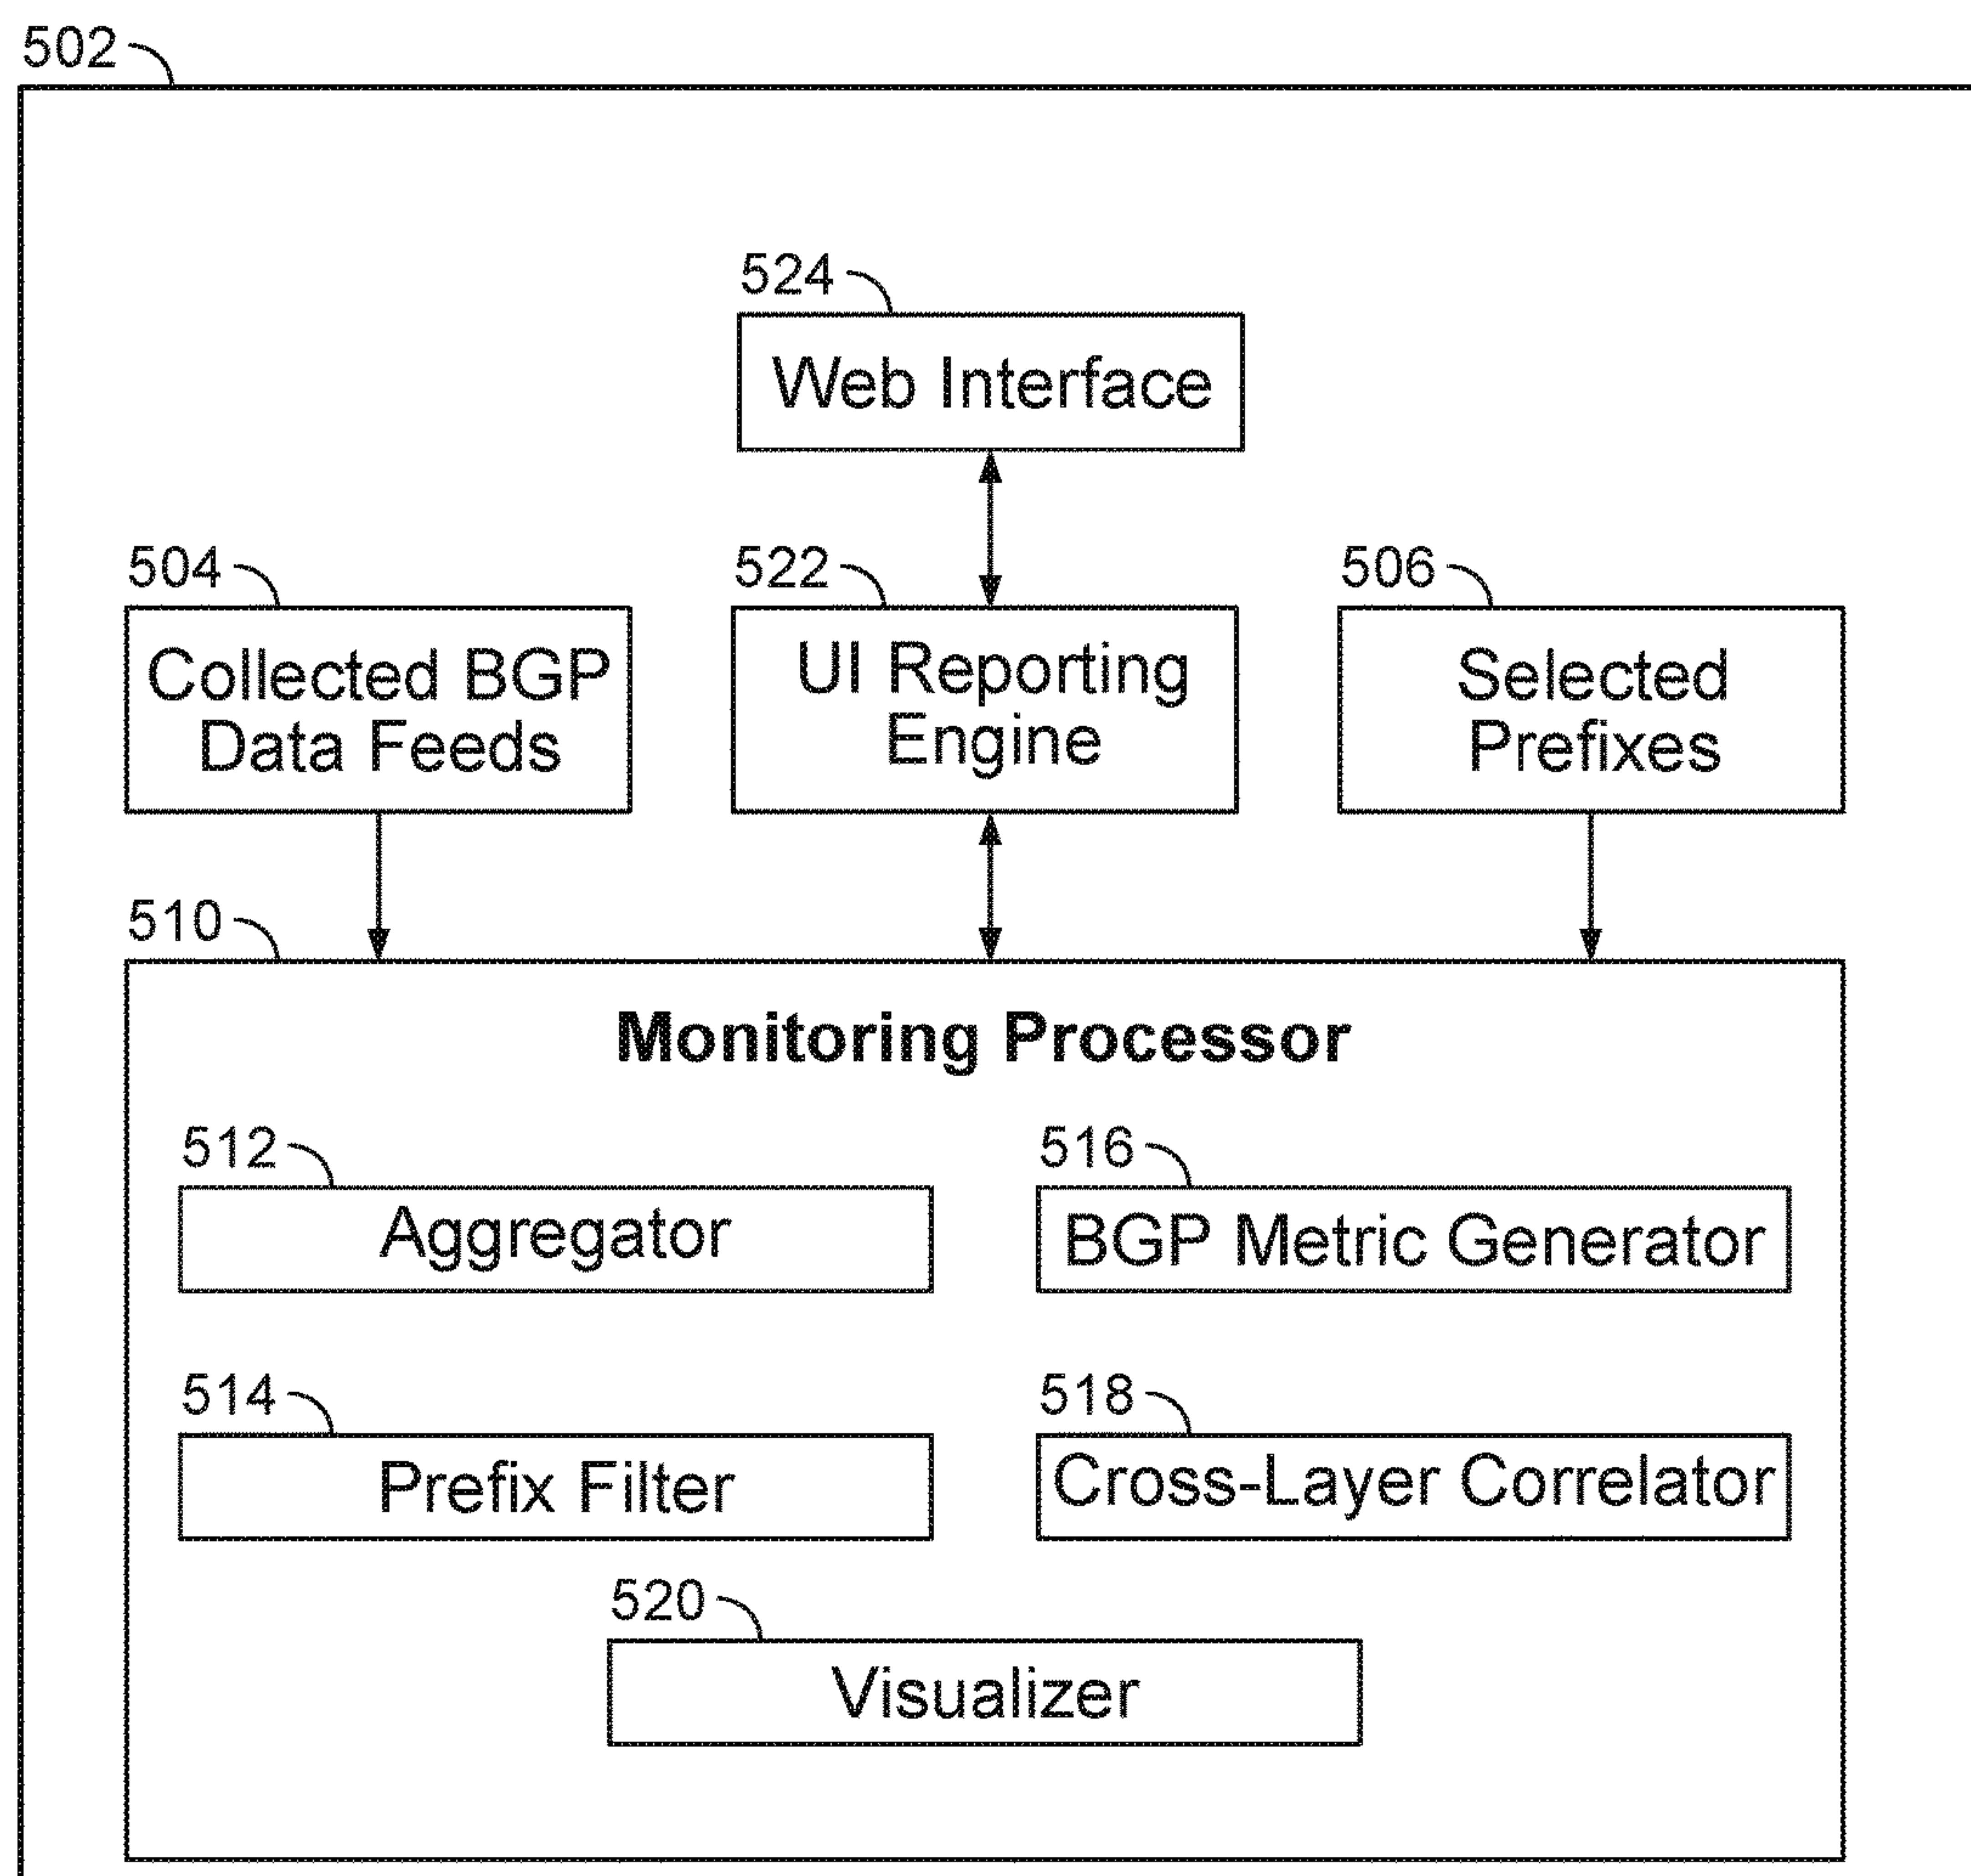 502
524
Web Interface
504
522
506
Collected BGP
Data Feeds
UI Reporting
Engine
Selected
Prefixes
510
Monitoring Processor
512
516
Aggregator
BGP Metric Generator
514
518
Prefix Filter
Cross-Layer Correlator
520
Visualizer